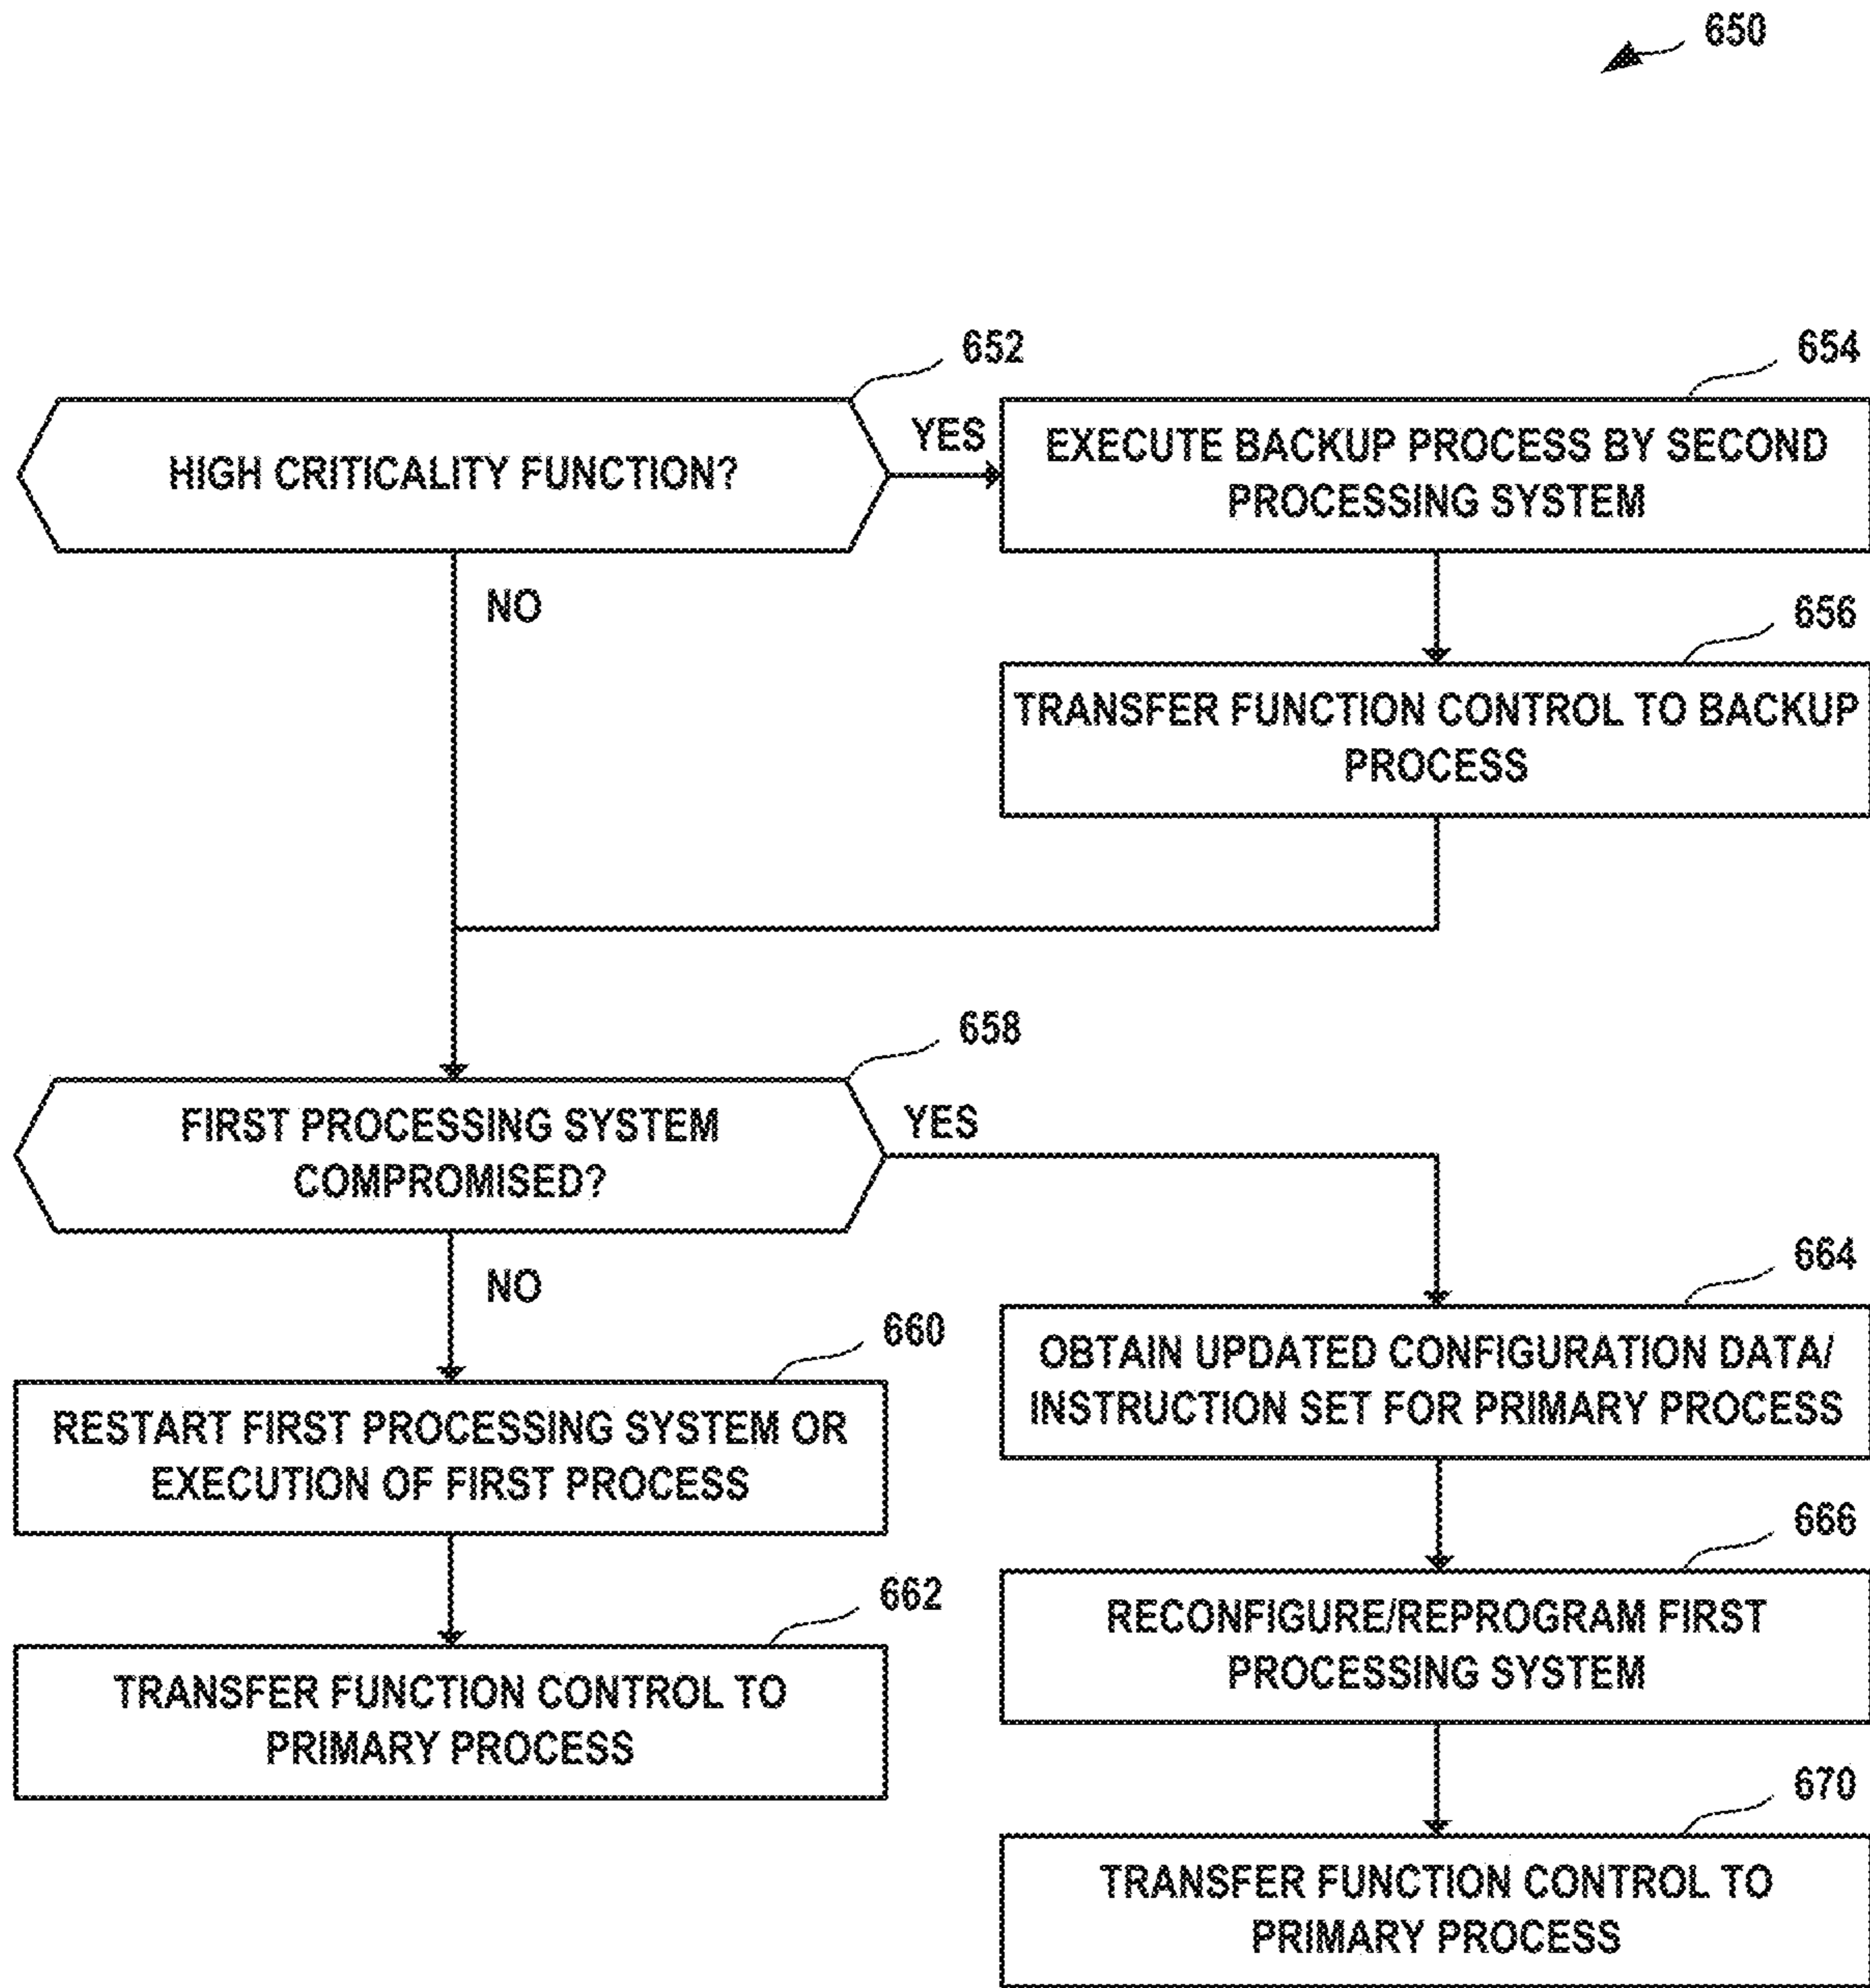 650
652
654
HIGH CRITICALITY FUNCTION?
YES
EXECUTE BACKUP PROCESS BY SECOND
PROCESSING SYSTEM
NO
656
TRANSFER FUNCTION CONTROL TO BACKUP
PROCESS
658
FIRST PROCESSING SYSTEM
COMPROMISED?
YES
NO
660
RESTART FIRST PROCESSING SYSTEM OR
EXECUTION OF FIRST PROCESS
662
TRANSFER FUNCTION CONTROL TO
PRIMARY PROCESS
664
OBTAIN UPDATED CONFIGURATION DATA/
INSTRUCTION SET FOR PRIMARY PROCESS
666
RECONFIGURE/REPROGRAM FIRST
PROCESSING SYSTEM
670
TRANSFER FUNCTION CONTROL TO
PRIMARY PROCESS